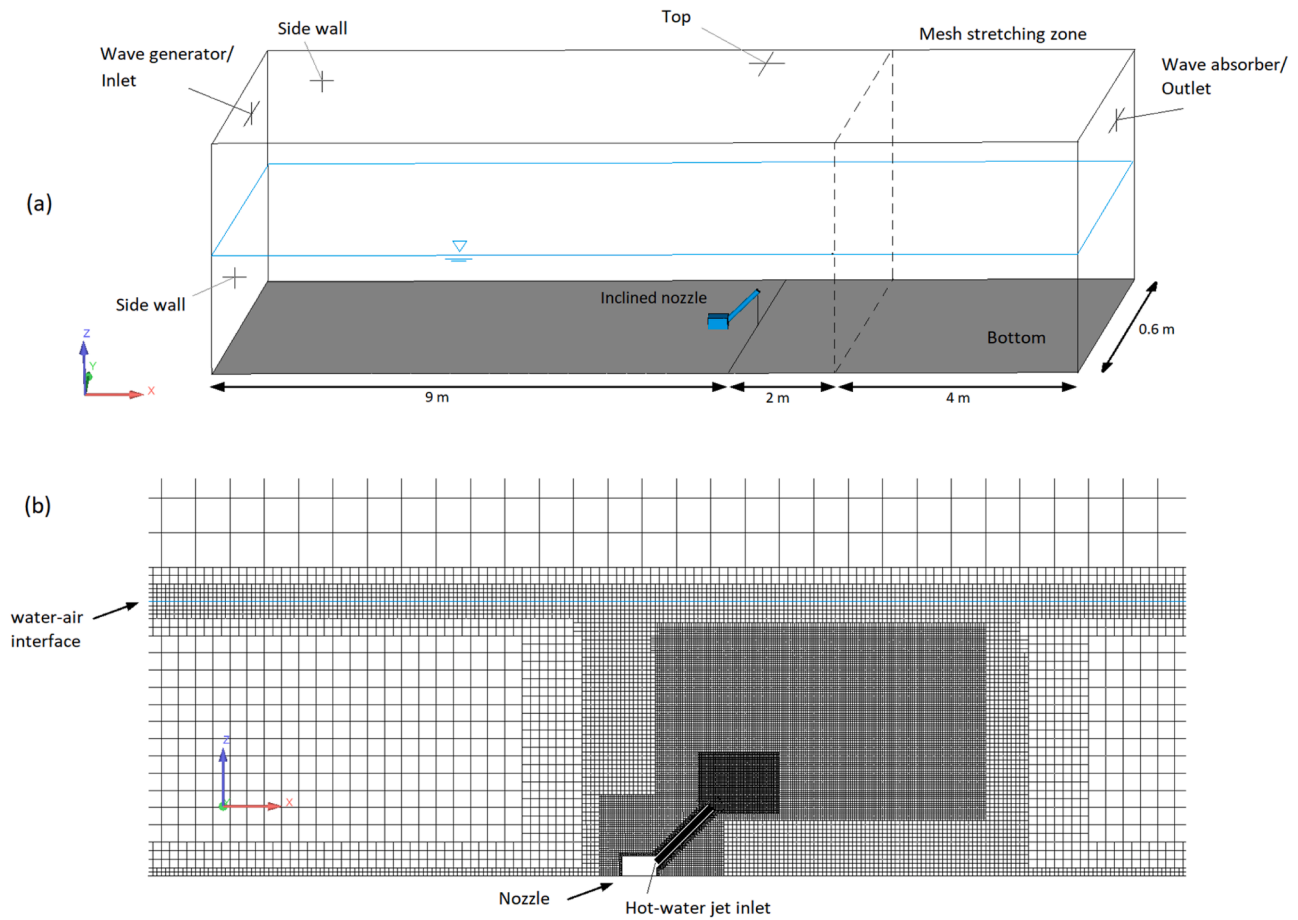 Side wall
Top
Mesh stretching zone
Wave generator/
Inlet
Wave absorber/
Outlet
(a)
Inclined nozzle
Side wall
Bottom
0.6 m
Z
Y
X
9 m
2 m
4 m
(b)
water-air
interface
Z
X
Nozzle
Hot-water jet inlet